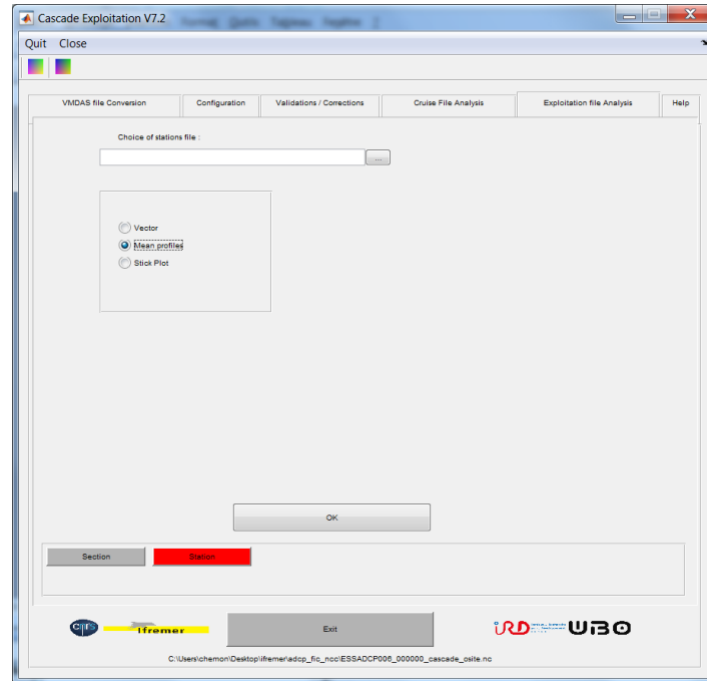 Cascade Exploitation V7.2
Quit Close
VMDAS file Conversion Configuration Validations / Corrections Cruise File Analysis Exploitation file Analysis Help
Choice of stations file :
...
Vector
Mean profiles
Stick Plot
OK
Section Station
Ifremer Exit IRD UBO
C:\Users\chemon\Desktop\ifremer\adcp_fic_ncc\ESSADCP006_000000_cascade_osite.nc